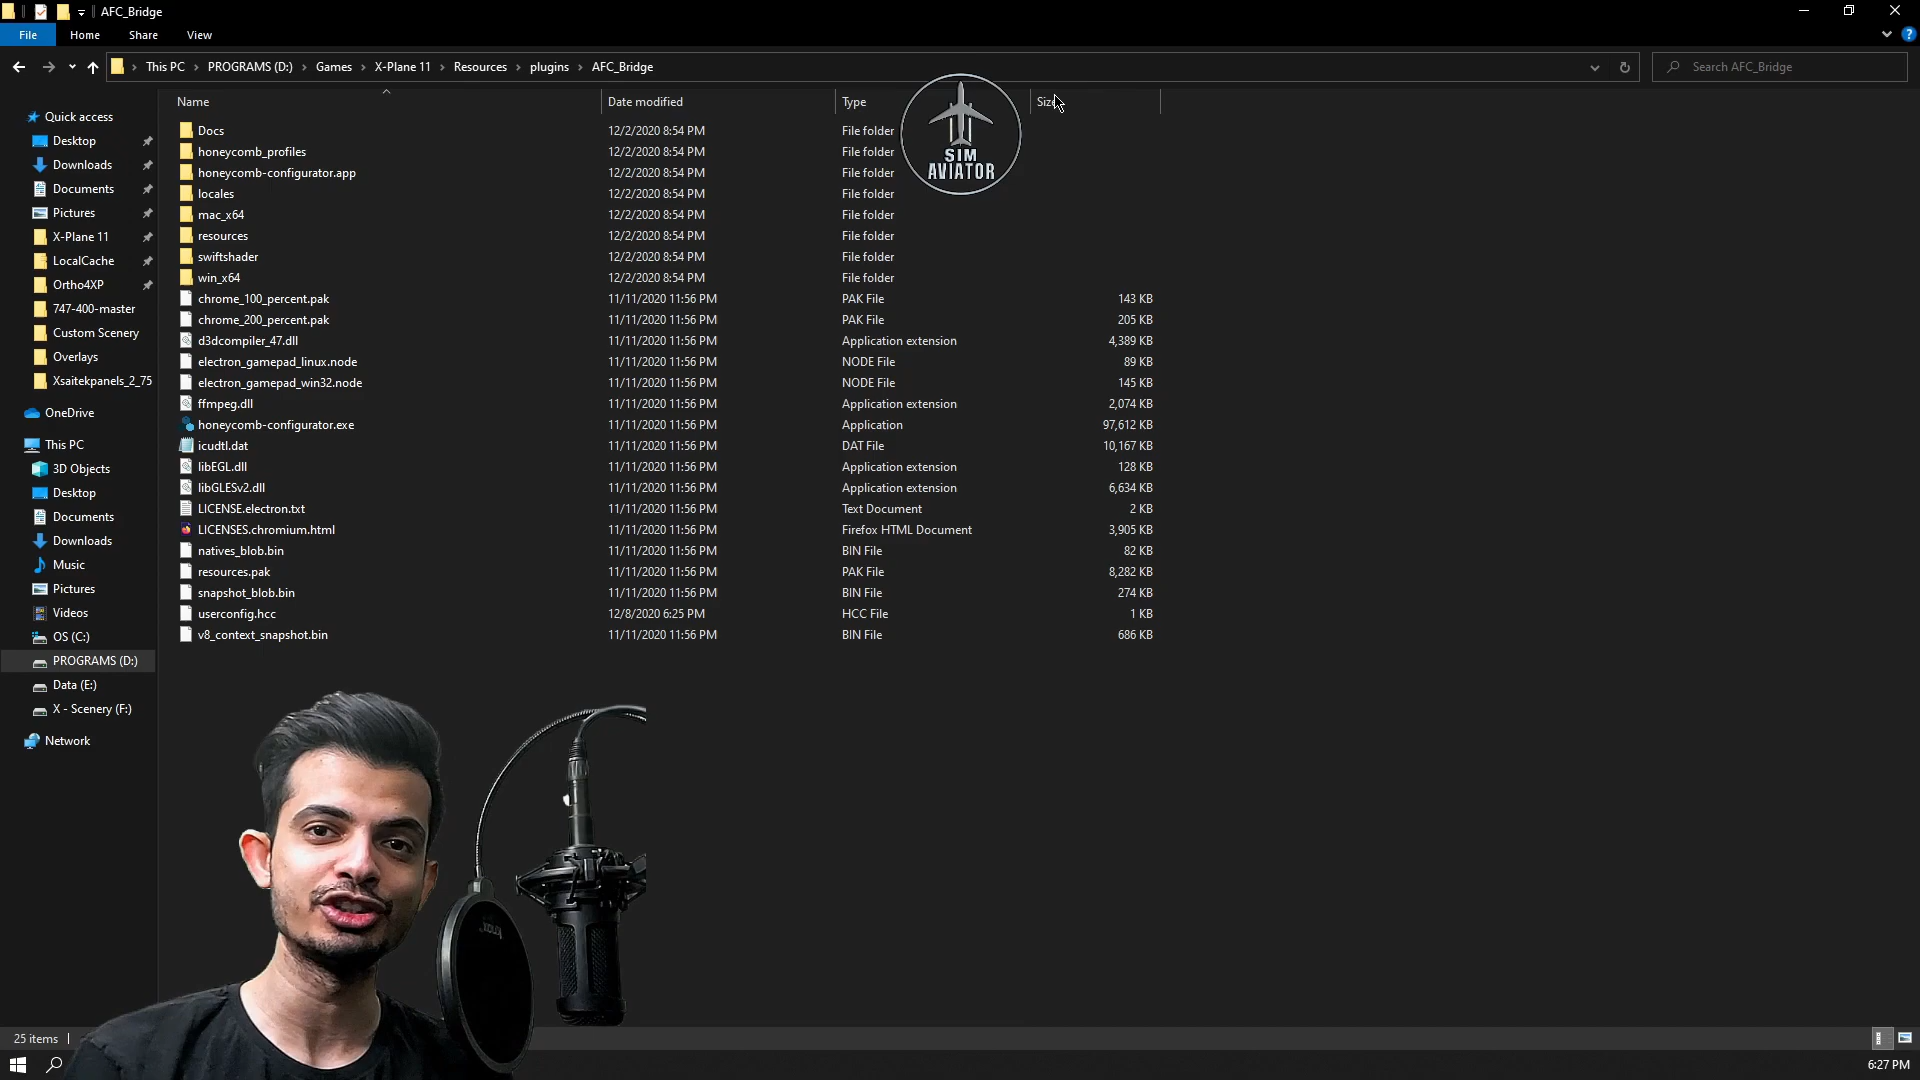 AFC_Bridge
File Home Share View
This PC PROGRAMS (D:) Games X-Plane 11 Resources plugins AFC_Bridge
Search AFC_Bridge
Name Date modified Type Size
Quick access
Desktop
Downloads
Documents
Pictures
X-Plane 11
LocalCache
Ortho4XP
747-400-master
Custom Scenery
Overlays
Xsaitekpanels_2_75
OneDrive
This PC
3D Objects
Desktop
Documents
Downloads
Music
Pictures
Videos
OS (C:)
PROGRAMS (D:)
Data (E:)
X - Scenery (F:)
Network
Docs 12/2/2020 8:54 PM File folder
honeycomb_profiles 12/2/2020 8:54 PM File folder
honeycomb-configurator.app 12/2/2020 8:54 PM File folder
locales 12/2/2020 8:54 PM File folder
mac_x64 12/2/2020 8:54 PM File folder
resources 12/2/2020 8:54 PM File folder
swiftshader 12/2/2020 8:54 PM File folder
win_x64 12/2/2020 8:54 PM File folder
chrome_100_percent.pak 11/11/2020 11:56 PM PAK File 143 KB
chrome_200_percent.pak 11/11/2020 11:56 PM PAK File 205 KB
d3dcompiler_47.dll 11/11/2020 11:56 PM Application extension 4,389 KB
electron_gamepad_linux.node 11/11/2020 11:56 PM NODE File 89 KB
electron_gamepad_win32.node 11/11/2020 11:56 PM NODE File 145 KB
ffmpeg.dll 11/11/2020 11:56 PM Application extension 2,074 KB
honeycomb-configurator.exe 11/11/2020 11:56 PM Application 97,612 KB
icudtl.dat 11/11/2020 11:56 PM DAT File 10,167 KB
libEGL.dll 11/11/2020 11:56 PM Application extension 128 KB
libGLESv2.dll 11/11/2020 11:56 PM Application extension 6,634 KB
LICENSE.electron.txt 11/11/2020 11:56 PM Text Document 2 KB
LICENSES.chromium.html 11/11/2020 11:56 PM Firefox HTML Document 3,905 KB
natives_blob.bin 11/11/2020 11:56 PM BIN File 82 KB
resources.pak 11/11/2020 11:56 PM PAK File 8,282 KB
snapshot_blob.bin 11/11/2020 11:56 PM BIN File 274 KB
userconfig.hcc 12/8/2020 6:25 PM HCC File 1 KB
v8_context_snapshot.bin 11/11/2020 11:56 PM BIN File 686 KB
SIM
AVIATOR
25 items
6:27 PM